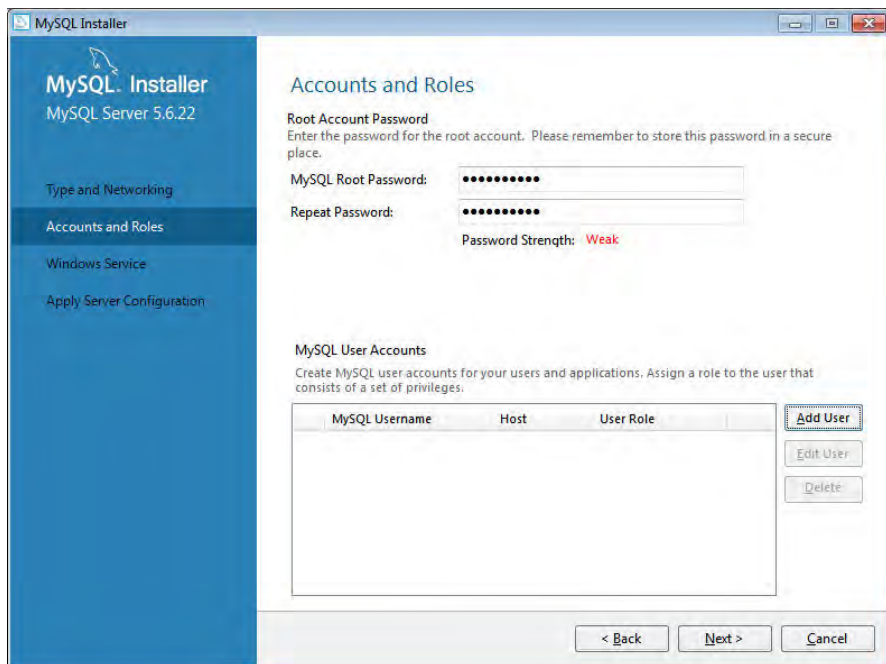 MySQL Installer
MySQL. Installer
MySQL Server 5.6.22
Type and Networking
Accounts and Roles
Windows Service
Apply Server Configuration
Accounts and Roles
Root Account Password
Enter the password for the root account. Please remember to store this password in a secure
place.
MySQL Root Password: ●●●●●●●●●●
Repeat Password: ●●●●●●●●●●
Password Strength: Weak
MySQL User Accounts
Create MySQL user accounts for your users and applications. Assign a role to the user that
consists of a set of privileges.
MySQL Username Host User Role
Add User
Edit User
Delete
< Back Next > Cancel